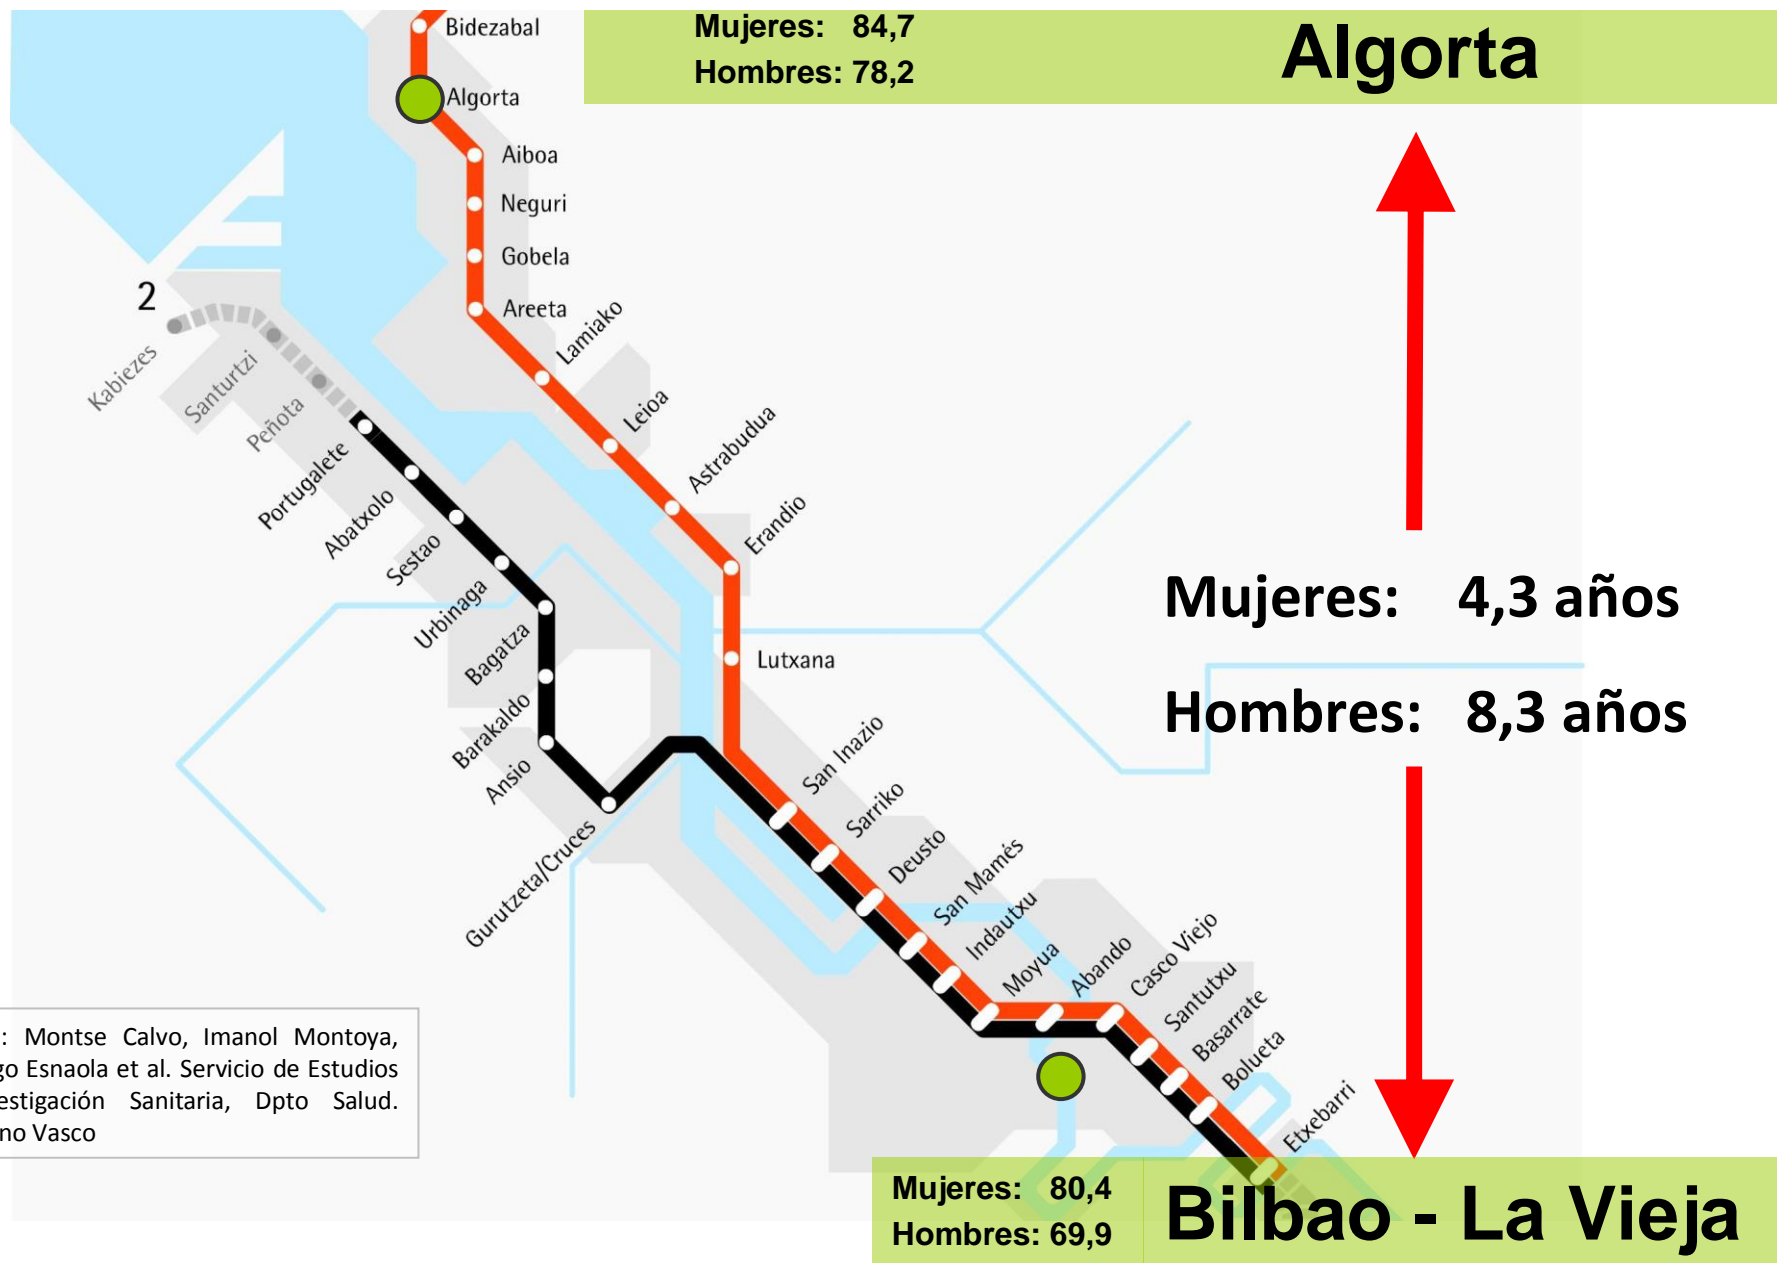 Bidezabal
Mujeres: 84,7
Hombres: 78,2
Algorta
Algorta
Aiboa
Neguri
Gobela
Areeta
2
Kabiezes
Santurtzi
Peñota
Portugalete
Abatxolo
Sestao
Urbinaga
Bagatza
Barakaldo
Ansio
Gurutzeta/Cruces
Lamiako
Leioa
Astrabudua
Erandio
Lutxana
Mujeres: 4,3 años
Hombres: 8,3 años
San Inazio
Sarriko
Deusto
San Mamés
Indautxu
Moyua
Abando
Casco Viejo
Santutxu
Basarrate
Bolueta
Etxebarri
: Montse Calvo, Imanol Montoya,
go Esnaola et al. Servicio de Estudios
estigación Sanitaria, Dpto Salud.
no Vasco
Mujeres: 80,4
Hombres: 69,9
Bilbao - La Vieja